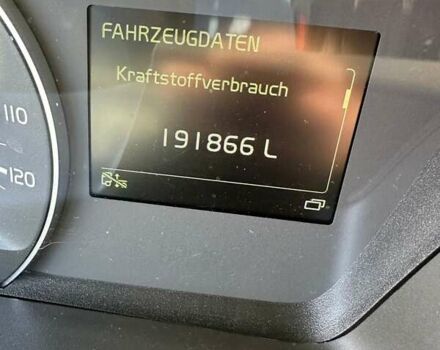 FAHRZEUGDATEN
Kraftstoffverbrauch
191866 L
110
120